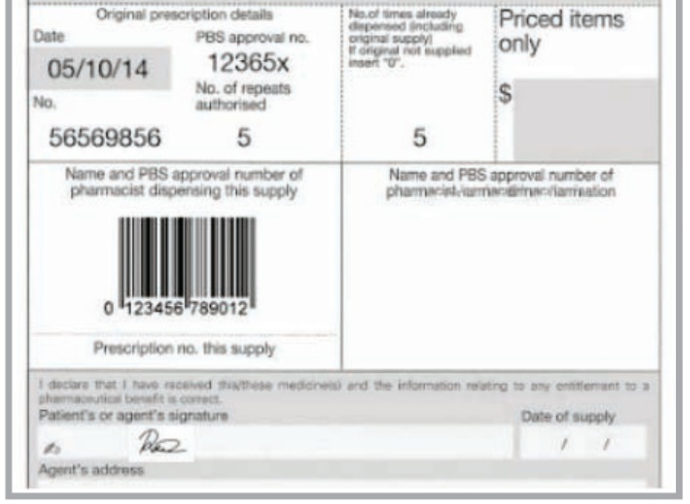 Original prescription details
Date
PBS approval no.
05/10/14
12365x
No.
No. of repeats
authorised
56569856
5
No.of times already
dispensed (including
original supply)
If original not supplied
insert "0".
5
Priced items
only
$
Name and PBS approval number of
pharmacist dispensing this supply
0 123456 789012
Prescription no. this supply
Name and PBS approval number of
I declare that I have received this/these medicine(s) and the information relating to any entitlement to a
pharmaceutical benefit is correct.
Patient's or agent's signature
Date of supply
/ /
Agent's address